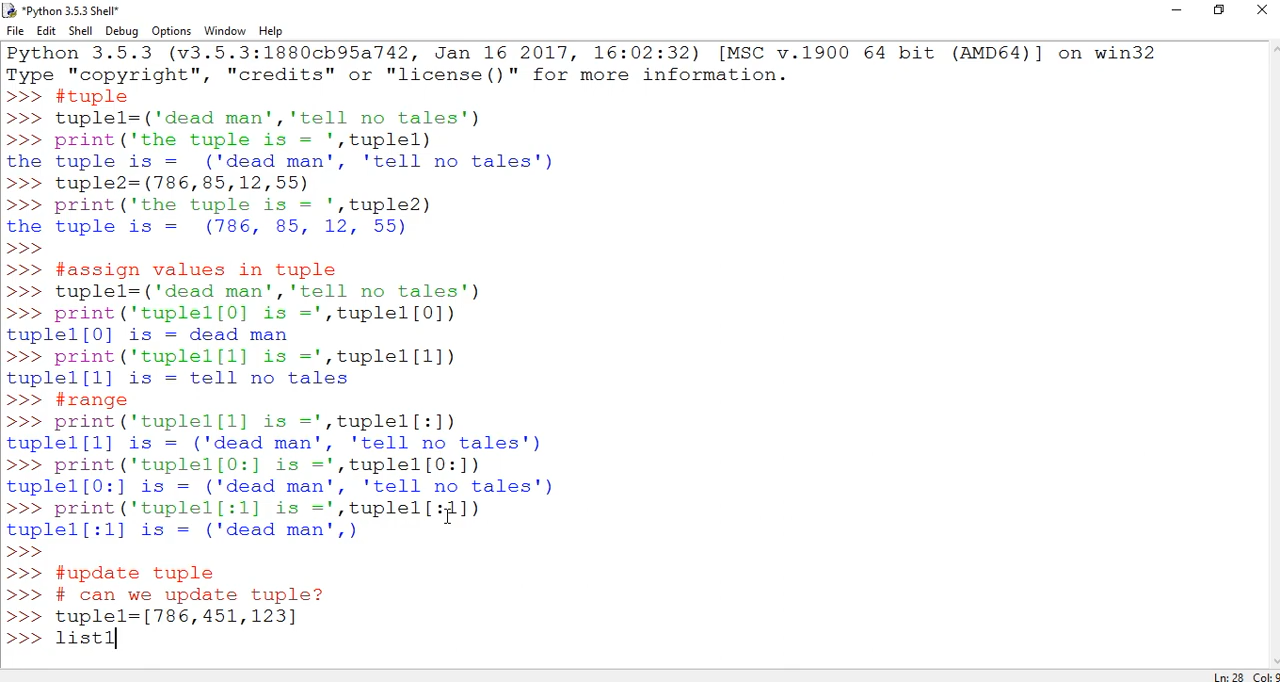 *Python 3.5.3 Shell*
File Edit Shell Debug Options Window Help
Python 3.5.3 (v3.5.3:1880cb95a742, Jan 16 2017, 16:02:32) [MSC v.1900 64 bit (AMD64)] on win32
Type "copyright", "credits" or "license()" for more information.
>>> #tuple
>>> tuple1=('dead man','tell no tales')
>>> print('the tuple is = ',tuple1)
the tuple is =  ('dead man', 'tell no tales')
>>> tuple2=(786,85,12,55)
>>> print('the tuple is = ',tuple2)
the tuple is =  (786, 85, 12, 55)
>>>
>>> #assign values in tuple
>>> tuple1=('dead man','tell no tales')
>>> print('tuple1[0] is =',tuple1[0])
tuple1[0] is = dead man
>>> print('tuple1[1] is =',tuple1[1])
tuple1[1] is = tell no tales
>>> #range
>>> print('tuple1[1] is =',tuple1[:])
tuple1[1] is = ('dead man', 'tell no tales')
>>> print('tuple1[0:] is =',tuple1[0:])
tuple1[0:] is = ('dead man', 'tell no tales')
>>> print('tuple1[:1] is =',tuple1[:1])
tuple1[:1] is = ('dead man',)
>>>
>>> #update tuple
>>> # can we update tuple?
>>> tuple1=[786,451,123]
>>> list1
Ln: 28 Col: 9